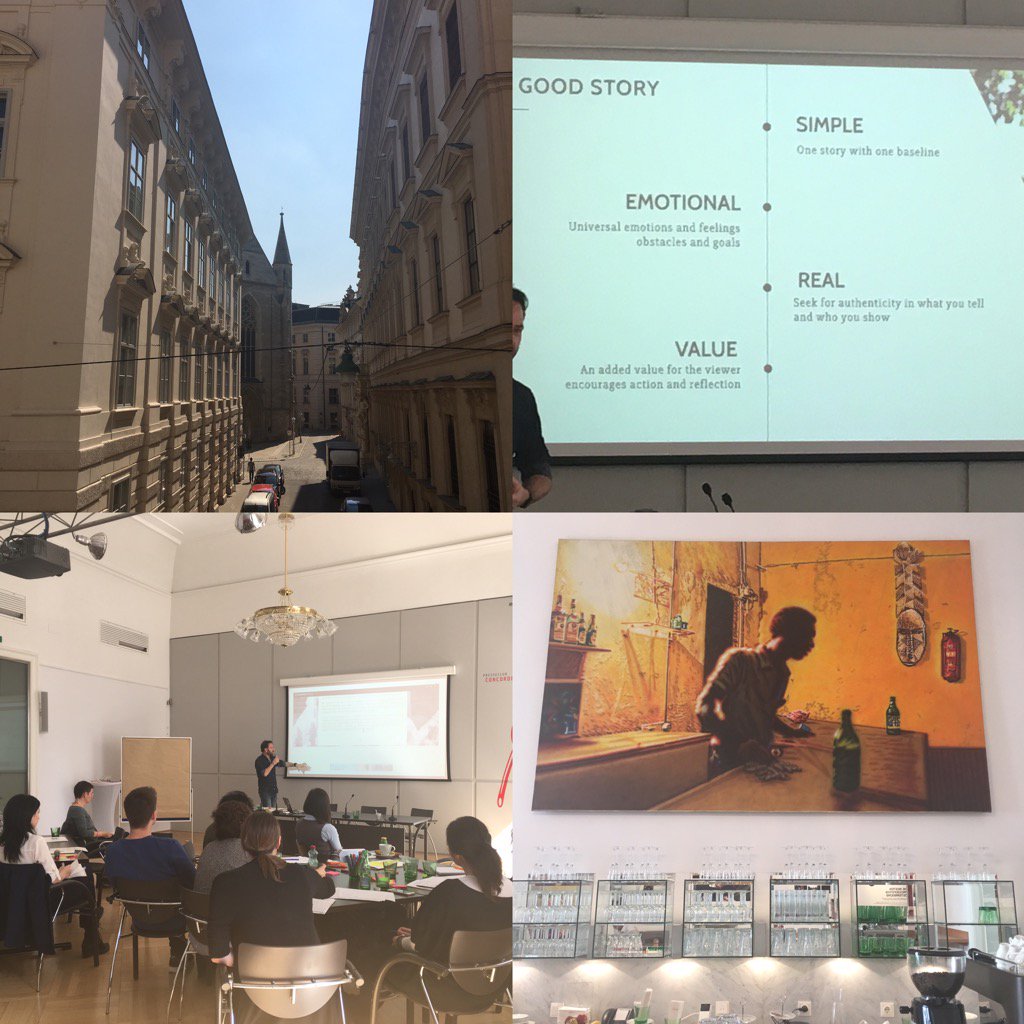 GOOD STORY
SIMPLE
One story with one baseline
EMOTIONAL
Universal emotions and feelings
obstacles and goals
REAL
Seek for authenticity in what you tell
and who you show
VALUE
An added value for the viewer
encourages action and reflection